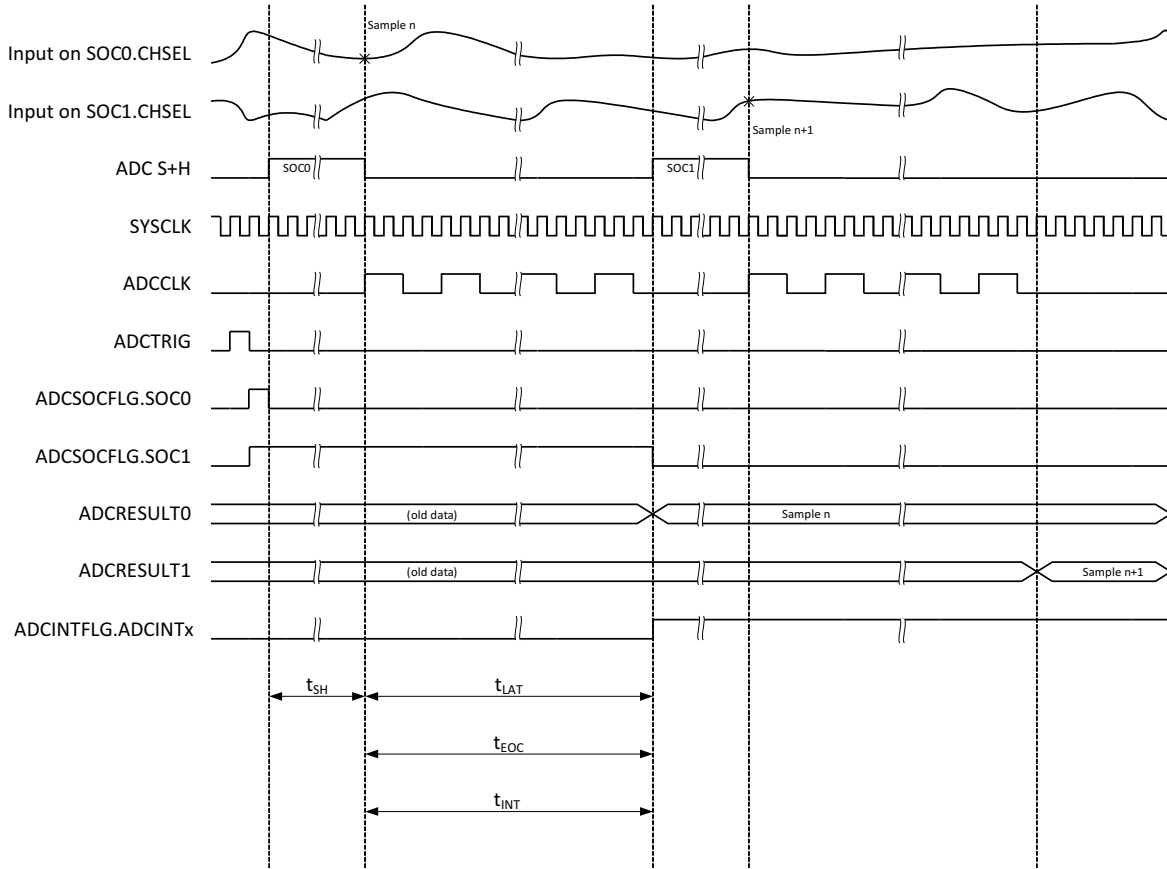 Sample n
Input on SOC0.CHSEL
Input on SOC1.CHSEL
Sample n+1
ADC S+H
SOC0
SOC1
SYSCLK
ADCCLK
ADCTRIG
ADCSOCFLG.SOC0
ADCSOCFLG.SOC1
ADCRESULT0
(old data)
Sample n
ADCRESULT1
(old data)
Sample n+1
ADCINTFLG.ADCINTx
tSH
tLAT
tEOC
tINT